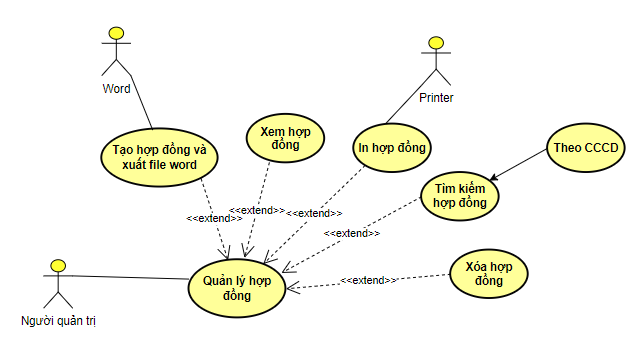 Word
Printer
Tạo hợp đồng và
xuất file word
Xem hợp
đồng
In hợp đồng
Theo CCCD
Tìm kiếm
hợp đồng
<<extend>>
<<extend>>
<<extend>>
<<extend>>
<<extend>>
Quản lý hợp
đồng
Xóa hợp
đồng
Người quản trị